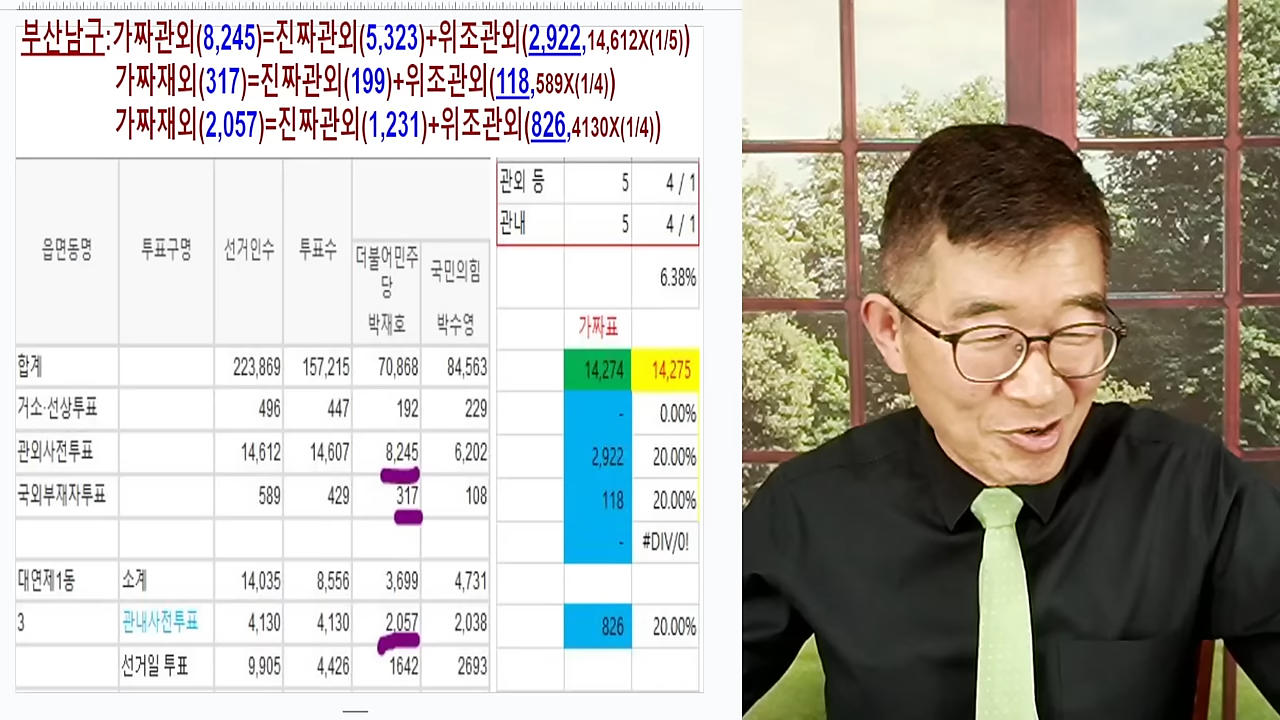 부산남구:가짜관외(8,245)=진짜관외(5,323)+위조관외(2,922,14,612X(1/5))
가짜재외(317)=진짜관외(199)+위조관외(118,589X(1/4))
가짜재외(2,057)=진짜관외(1,231)+위조관외(826,4130X(1/4))
관외 등 5 4 / 1
관내 5 4 / 1
6.38%
읍면동명 투표구명 선거인수 투표수 더불어민주당 박재호 국민의힘 박수영
가짜표
합계 223,869 157,215 70,868 84,563 14,274 14,275
거소·선상투표 496 447 192 229 - 0.00%
관외사전투표 14,612 14,607 8,245 6,202 2,922 20.00%
국외부재자투표 589 429 317 108 118 20.00%
- #DIV/0!
대연제1동 소계 14,035 8,556 3,699 4,731
3 관내사전투표 4,130 4,130 2,057 2,038 826 20.00%
선거일 투표 9,905 4,426 1642 2693